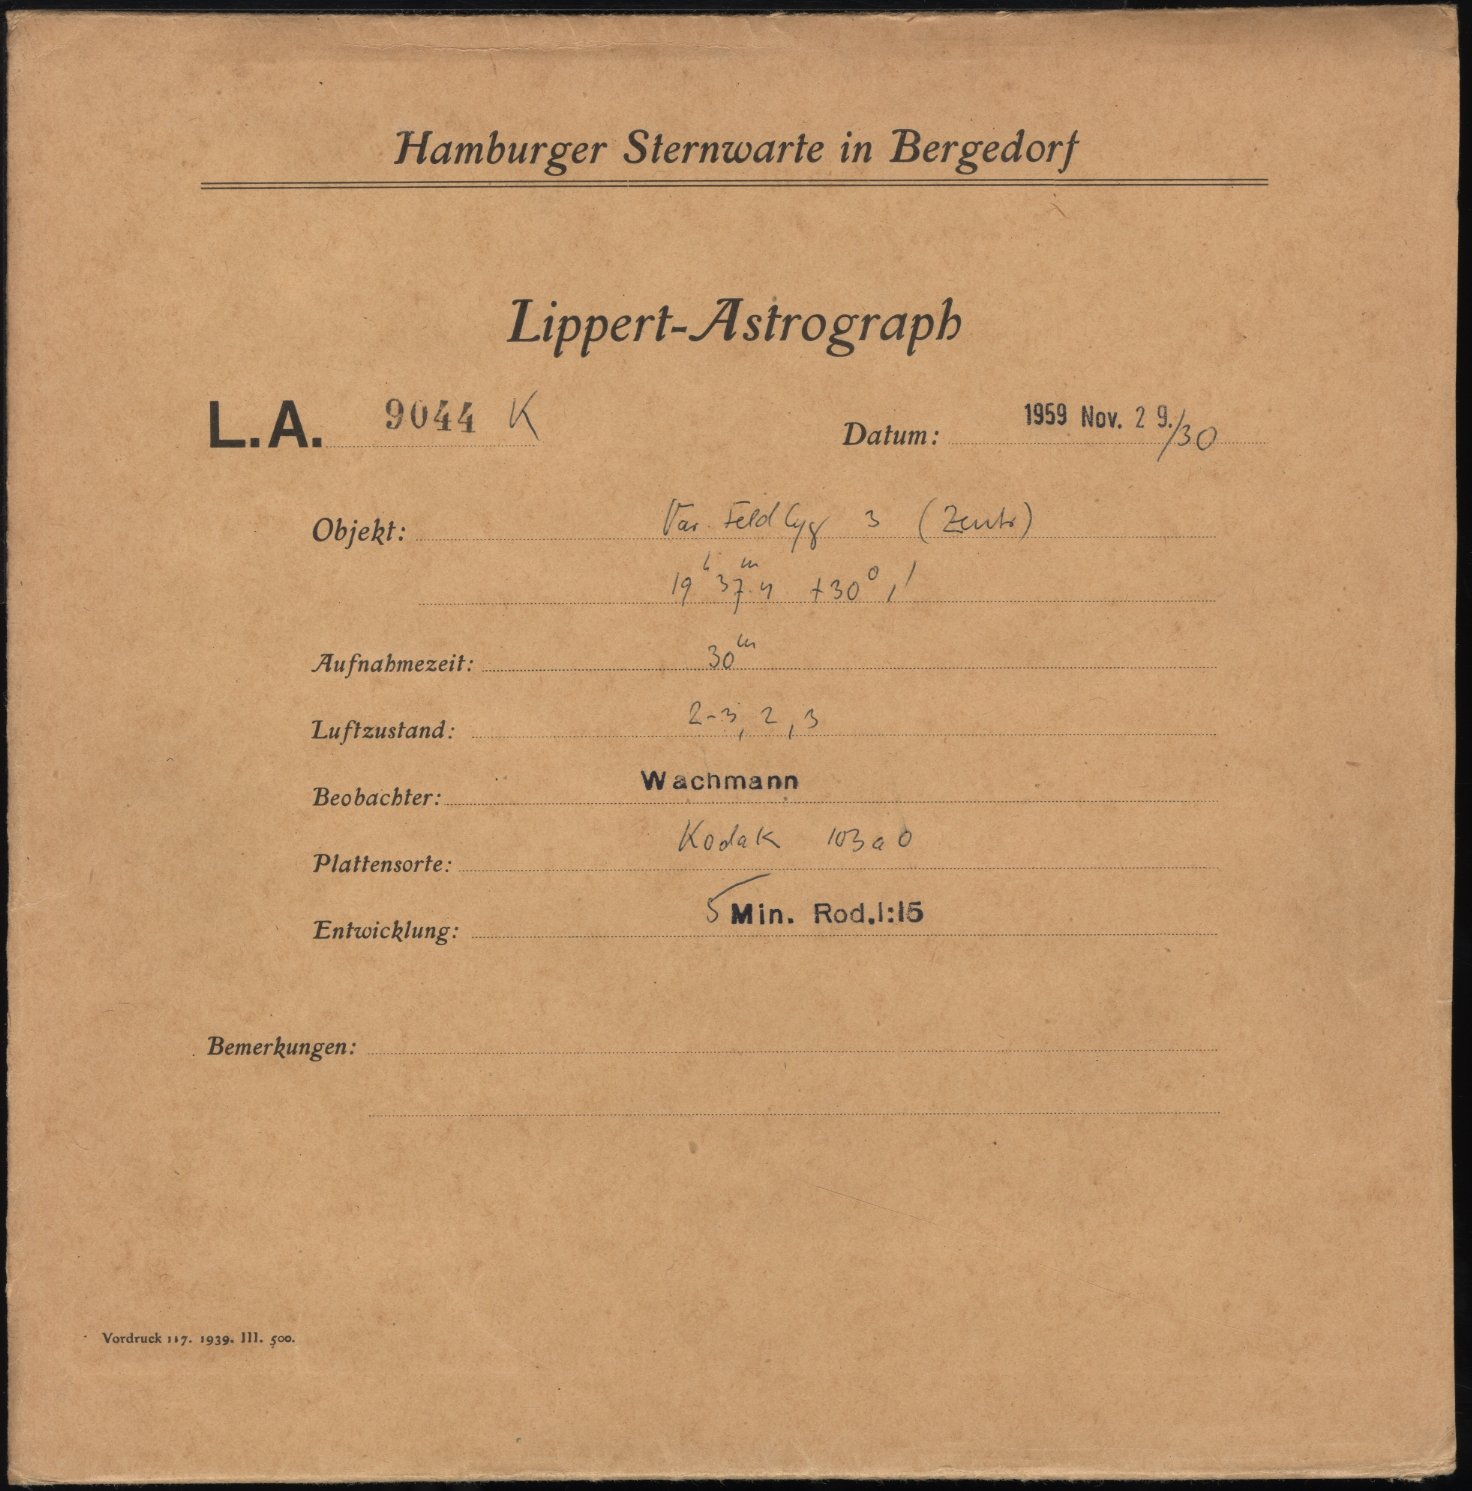 Hamburger Sternwarte in Bergedorf
Lippert-Astrograph
L.A. 9044 K
Datum: 1959 Nov. 29./30
Objekt: Var. Feld Cyg 3 (Zentr)
19h 37m.4 +30° 1'
Aufnahmezeit: 30m
Luftzustand: 2-3, 2, 3
Beobachter: Wachmann
Plattensorte: Kodak 103a0
Entwicklung: 5 Min. Rod.1:15
Bemerkungen:
Vordruck 117. 1939. III. 500.